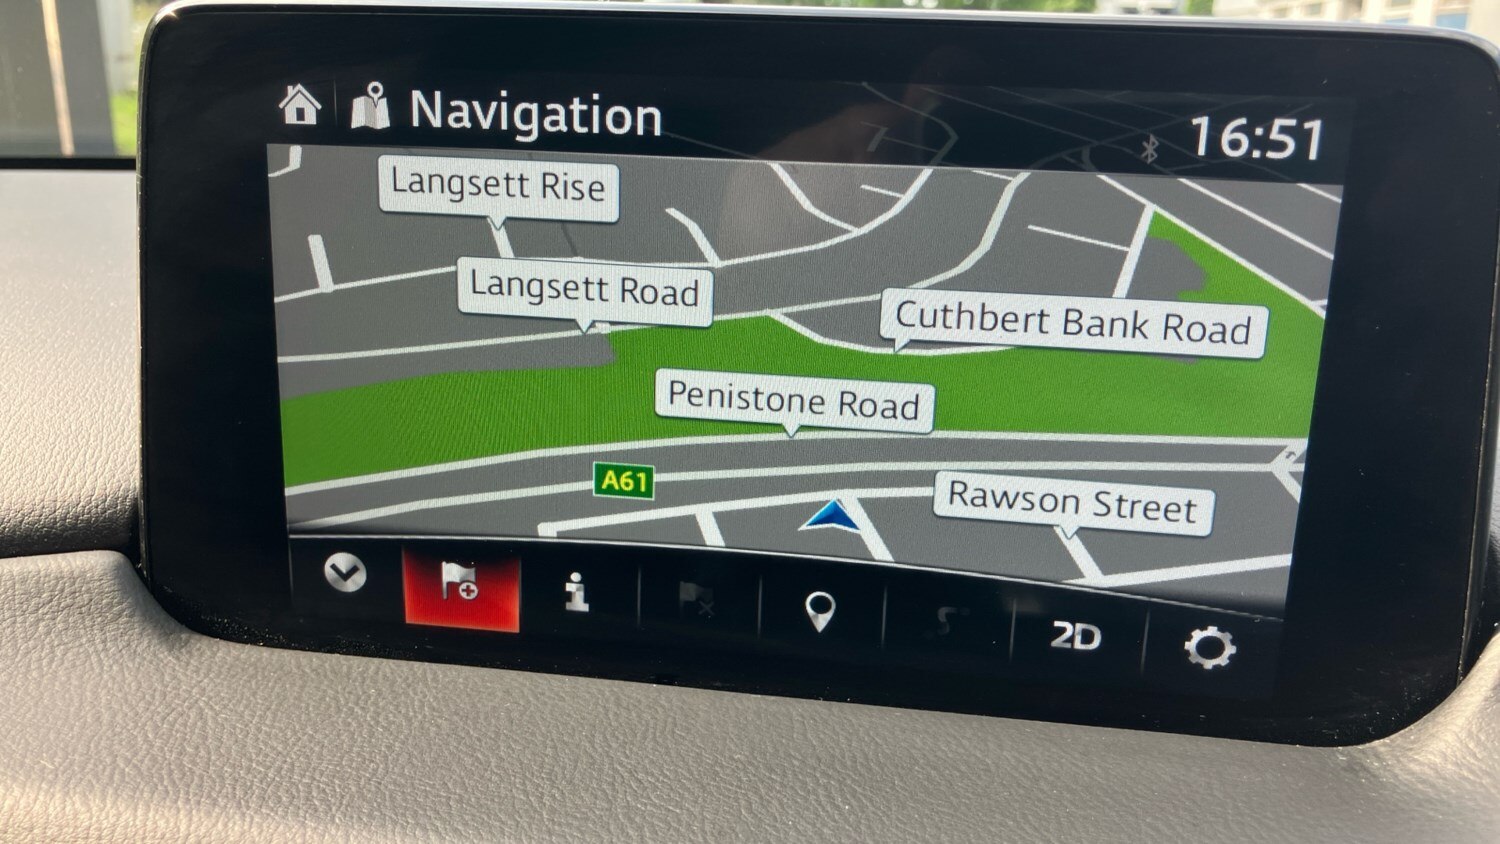 Navigation
16:51
Langsett Rise
Langsett Road
Cuthbert Bank Road
Penistone Road
A61
Rawson Street
2D